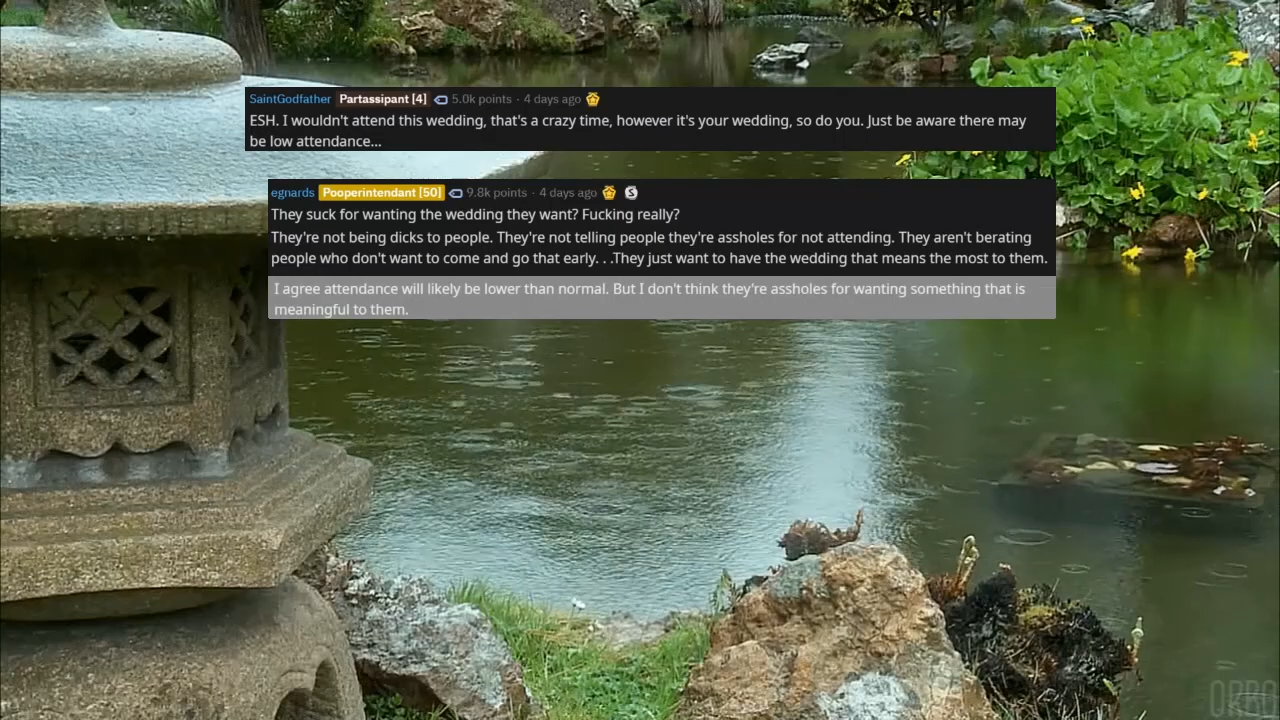 SaintGodfather Partassipant [4] 5.0k points · 4 days ago
ESH. I wouldn't attend this wedding, that's a crazy time, however it's your wedding, so do you. Just be aware there may
be low attendance...
egnards Pooperintendant [50] 9.8k points · 4 days ago S
They suck for wanting the wedding they want? Fucking really?
They're not being dicks to people. They're not telling people they're assholes for not attending. They aren't berating
people who don't want to come and go that early. . .They just want to have the wedding that means the most to them.
I agree attendance will likely be lower than normal. But I don't think they're assholes for wanting something that is
meaningful to them.